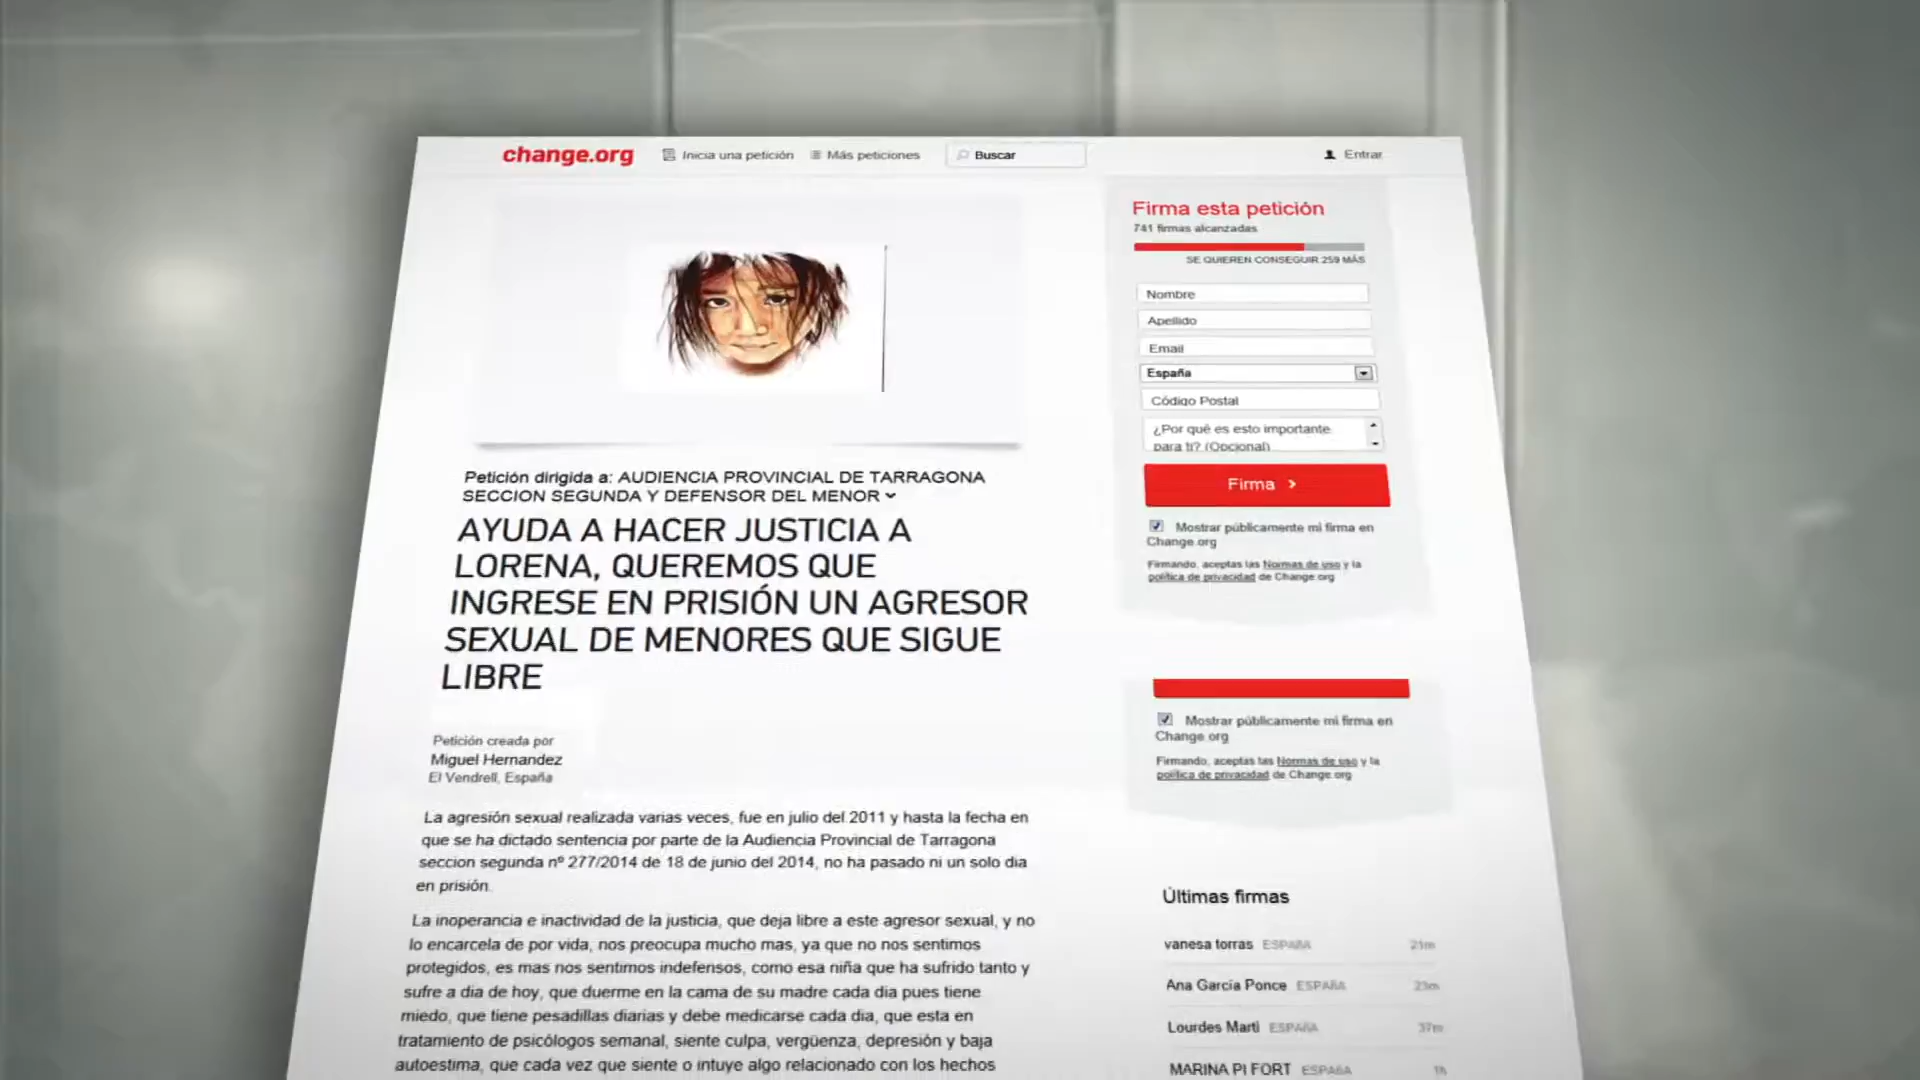 change.org Inicia una petición Más peticiones Buscar Entrar
Firma esta petición
741 firmas alcanzadas
SE QUIEREN CONSEGUIR 259 MÁS
Nombre
Apellido
Email
España
Código Postal
¿Por qué es esto importante
para ti? (Opcional)
Firma >
Mostrar públicamente mi firma en
Change.org
Firmando, aceptas las Normas de uso y la
política de privacidad de Change.org
Petición dirigida a: AUDIENCIA PROVINCIAL DE TARRAGONA
SECCION SEGUNDA Y DEFENSOR DEL MENOR
AYUDA A HACER JUSTICIA A
LORENA, QUEREMOS QUE
INGRESE EN PRISIÓN UN AGRESOR
SEXUAL DE MENORES QUE SIGUE
LIBRE
Petición creada por
Miguel Hernandez
El Vendrell, España
La agresión sexual realizada varias veces, fue en julio del 2011 y hasta la fecha en
que se ha dictado sentencia por parte de la Audiencia Provincial de Tarragona
seccion segunda nº 277/2014 de 18 de junio del 2014, no ha pasado ni un solo dia
en prisión.
La inoperancia e inactividad de la justicia, que deja libre a este agresor sexual, y no
lo encarcela de por vida, nos preocupa mucho mas, ya que no nos sentimos
protegidos, es mas nos sentimos indefensos, como esa niña que ha sufrido tanto y
sufre a dia de hoy, que duerme en la cama de su madre cada dia pues tiene
miedo, que tiene pesadillas diarias y debe medicarse cada dia, que esta en
tratamiento de psicólogos semanal, siente culpa, vergüenza, depresión y baja
autoestima, que cada vez que siente o intuye algo relacionado con los hechos
Mostrar públicamente mi firma en
Change.org
Firmando, aceptas las Normas de uso y la
política de privacidad de Change.org
Últimas firmas
vanesa torras ESPAÑA 21m
Ana García Ponce ESPAÑA 23m
Lourdes Martí ESPAÑA 37m
MARINA PI FORT ESPAÑA 1h